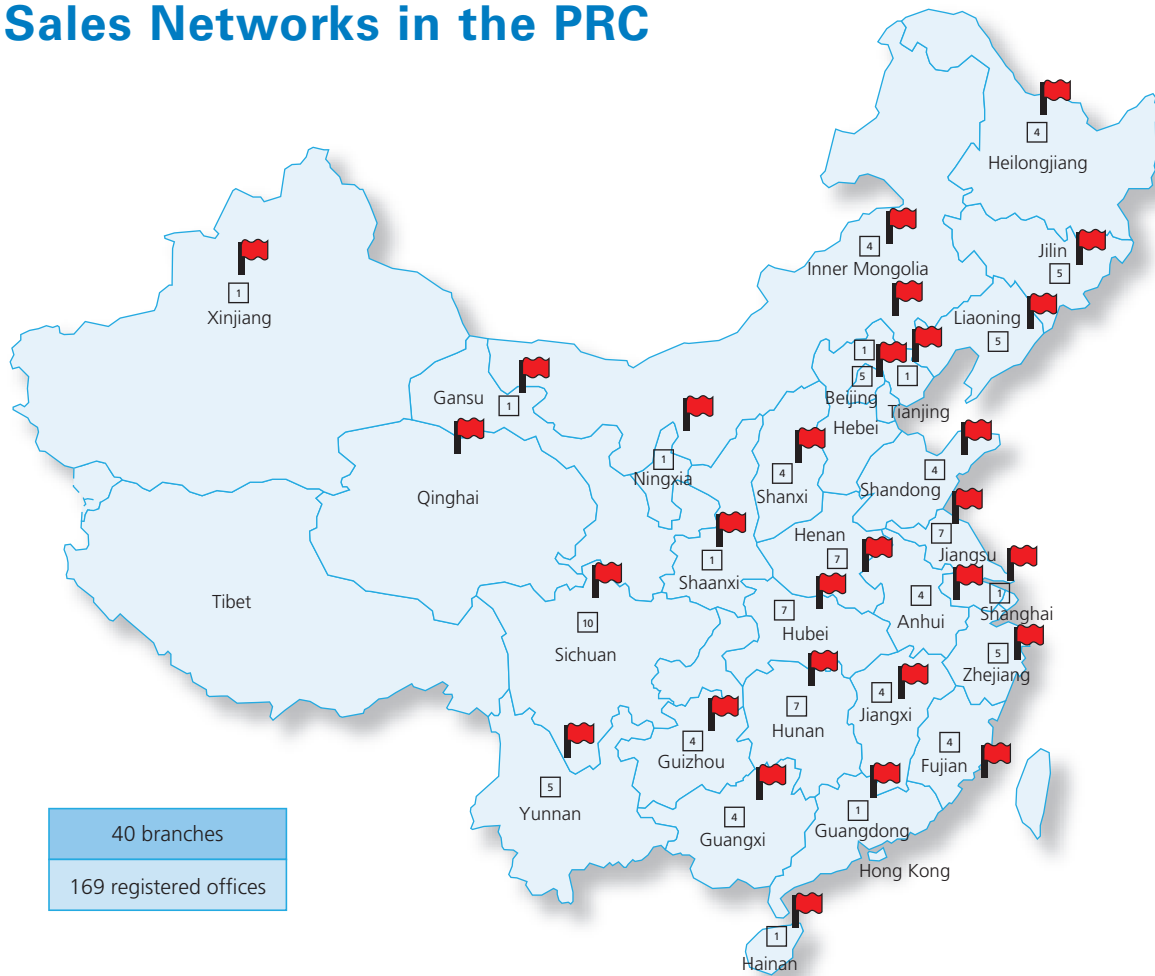 Sales Networks in the PRC
4
Heilongjiang
4
Inner Mongolia
Jilin
5
1
Xinjiang
Liaoning
5
1
5
Beijing
1
Tianjing
Hebei
Gansu
1
Qinghai
1
Ningxia
4
Shanxi
4
Shandong
7
Jiangsu
Henan
7
1
Shaanxi
Tibet
10
Sichuan
7
Hubei
4
Anhui
1
Shanghai
5
Zhejiang
7
Hunan
4
Jiangxi
4
Guizhou
4
Fujian
5
Yunnan
4
Guangxi
1
Guangdong
Hong Kong
1
Hainan
40 branches
169 registered offices